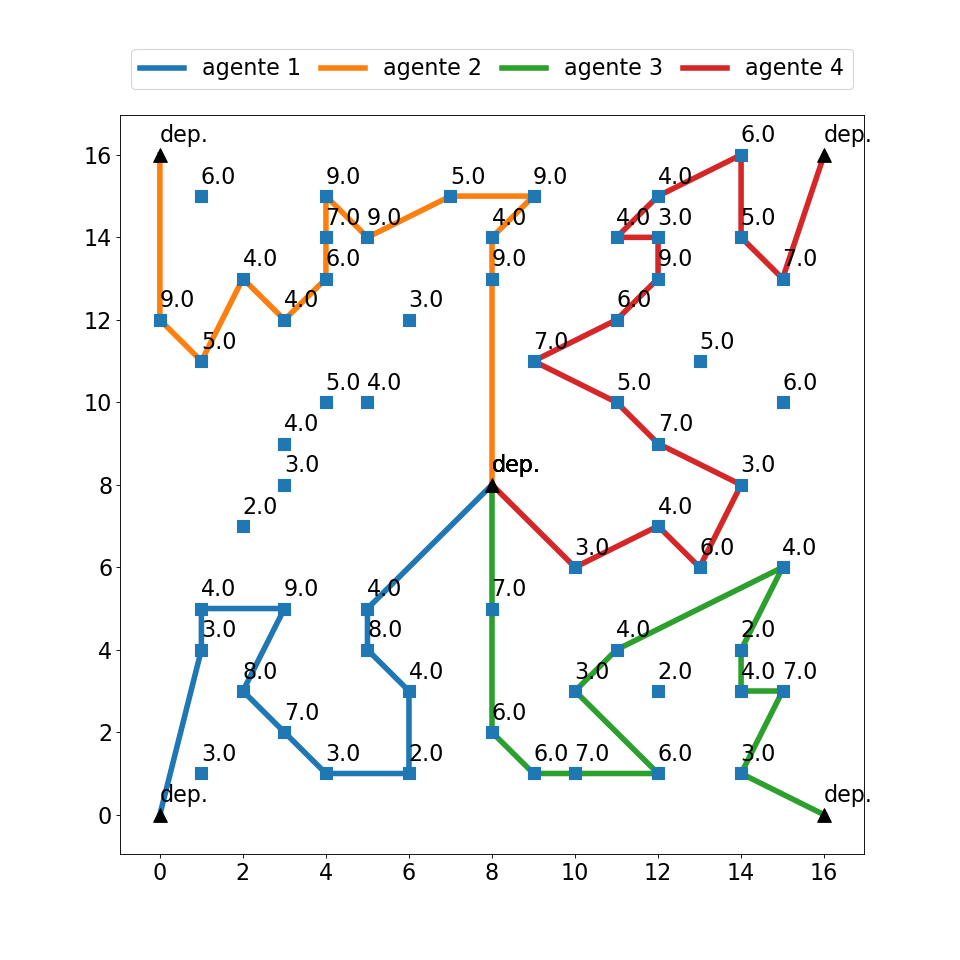 agente 1 agente 2 agente 3 agente 4
dep. 6.0 dep.
16
6.0 9.0 5.0 9.0 4.0
7.0 9.0 4.0 4.0 3.0 5.0
14
4.0 6.0 9.0 9.0 7.0
9.0 4.0 3.0 6.0
12
5.0 7.0 5.0
5.0 4.0 5.0 6.0
10
4.0 7.0
3.0 dep. dep. 3.0
8
2.0 4.0
3.0 6.0 4.0
6
4.0 9.0 4.0 7.0
3.0 8.0 4.0 2.0
4
8.0 4.0 3.0 2.0 4.0 7.0
7.0 6.0
2
3.0 3.0 2.0 6.0 7.0 6.0 3.0
dep. dep.
0
0 2 4 6 8 10 12 14 16